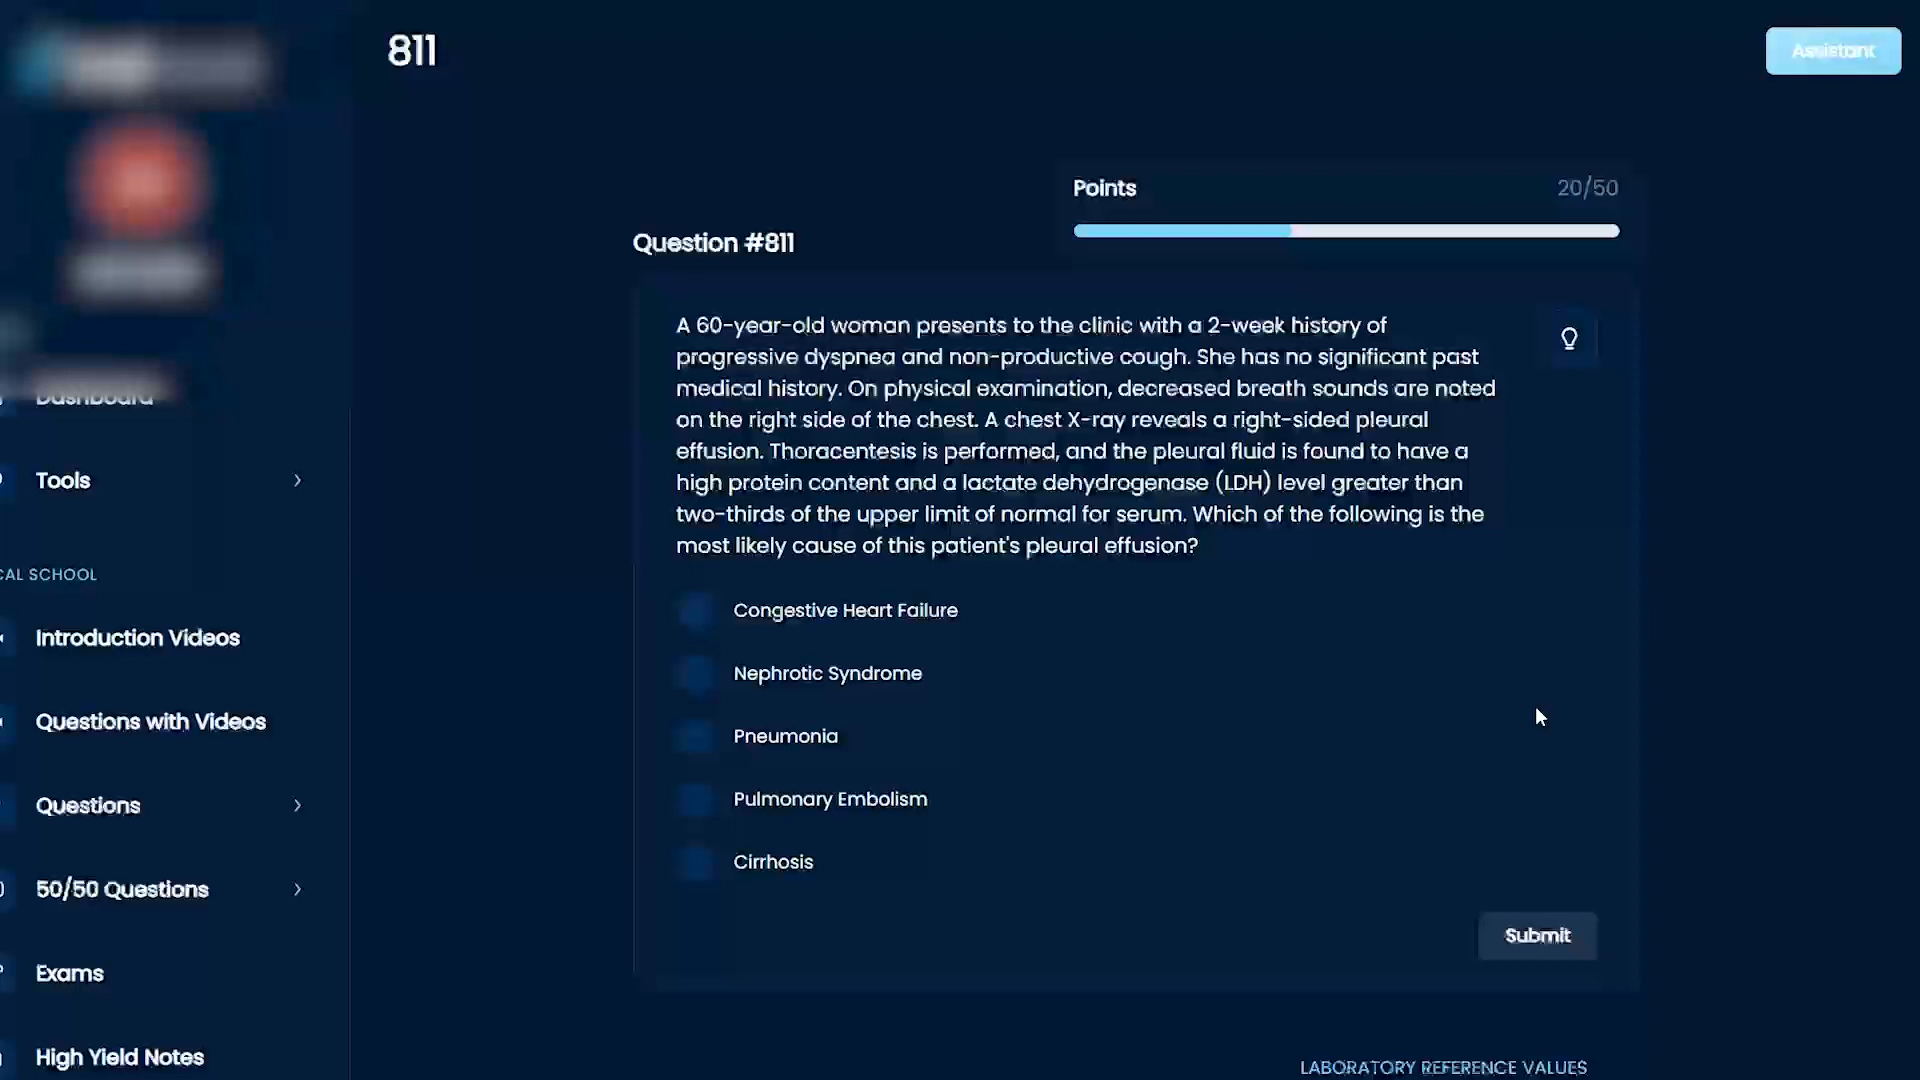 811
Assistant
Points
20/50
Question #811
A 60-year-old woman presents to the clinic with a 2-week history of
progressive dyspnea and non-productive cough. She has no significant past
medical history. On physical examination, decreased breath sounds are noted
on the right side of the chest. A chest X-ray reveals a right-sided pleural
effusion. Thoracentesis is performed, and the pleural fluid is found to have a
high protein content and a lactate dehydrogenase (LDH) level greater than
two-thirds of the upper limit of normal for serum. Which of the following is the
most likely cause of this patient's pleural effusion?
Congestive Heart Failure
Nephrotic Syndrome
Pneumonia
Pulmonary Embolism
Cirrhosis
Submit
LABORATORY REFERENCE VALUES
Dashboard
Tools
CAL SCHOOL
Introduction Videos
Questions with Videos
Questions
50/50 Questions
Exams
High Yield Notes